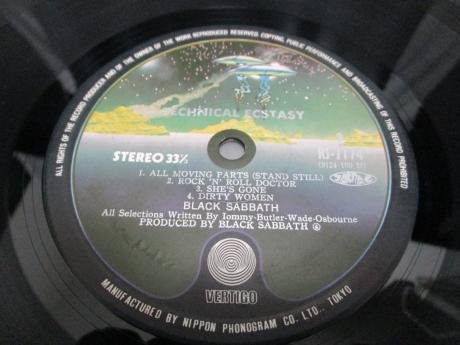 ALL RIGHTS OF THE RECORD PRODUCER AND OF THE OWNER OF THE WORK REPRODUCED RESERVED. COPYING, PUBLIC PERFORMANCE AND BROADCASTING OF THIS RECORD PROHIBITED
TECHNICAL ECSTASY
STEREO 33⅓
RJ-7174
1. ALL MOVING PARTS (STAND STILL)
2. ROCK 'N' ROLL DOCTOR
3. SHE'S GONE
4. DIRTY WOMEN
BLACK SABBATH
All Selections Written By Iommy-Butler-Wade-Osbourne
PRODUCED BY BLACK SABBATH
VERTIGO
MANUFACTURED BY NIPPON PHONOGRAM CO. LTD., TOKYO